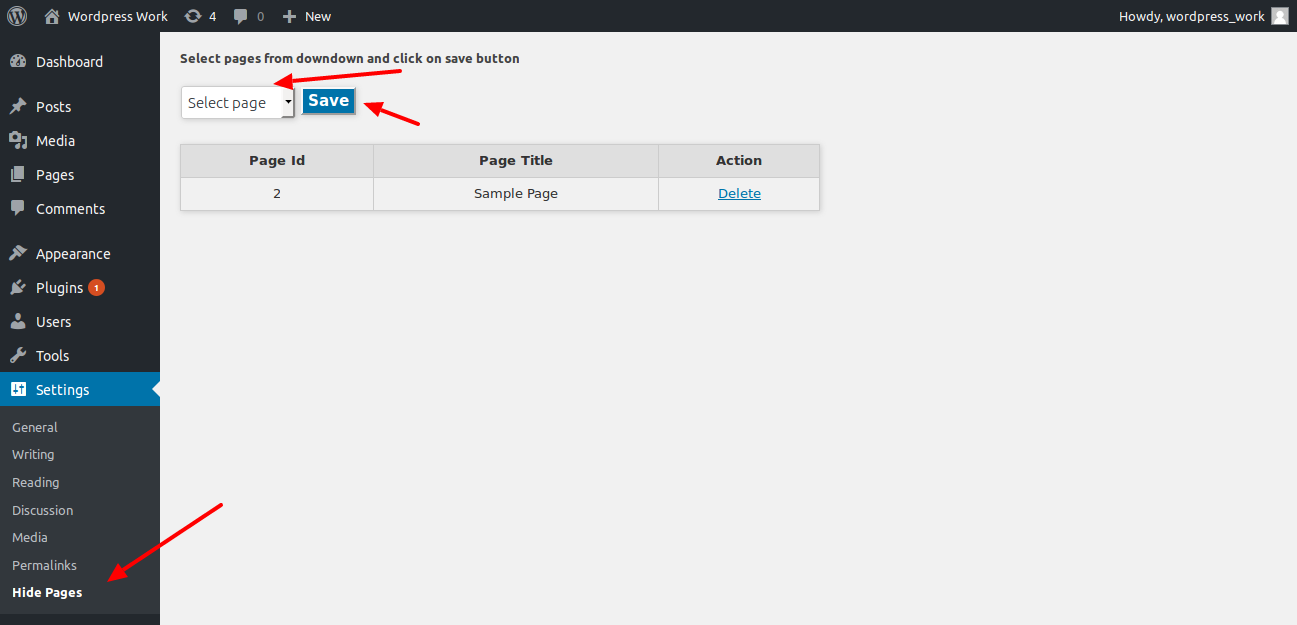 Wordpress Work 4 0 New Howdy, wordpress_work
Dashboard
Posts
Media
Pages
Comments
Appearance
Plugins 1
Users
Tools
Settings
General
Writing
Reading
Discussion
Media
Permalinks
Hide Pages
Select pages from downdown and click on save button
Select page Save
Page Id Page Title Action
2 Sample Page Delete